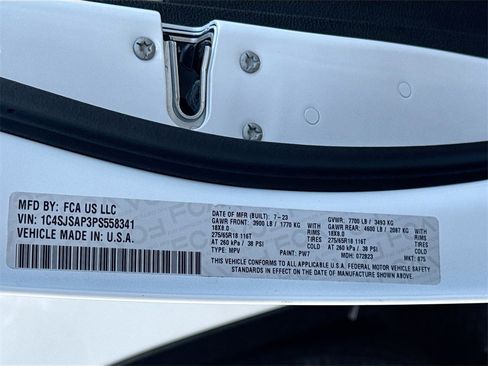 MFD BY: FCA US LLC
VIN: 1C4SJSAP3PS558341
VEHICLE MADE IN: U.S.A.
DATE OF MFR (BUILT): 7-23 GVWR: 7700 LB / 3493 KG
GAWR FRONT: 3900 LB / 1770 KG WITH GAWR REAR: 4600 LB / 2087 KG WITH
18X8.0 RIMS 18X8.0 RIMS
275/65R18 116T TIRES 275/65R18 116T TIRES
AT 260 kPa / 38 PSI COLD AT 260 kPa / 38 PSI COLD
TYPE: MPV PAINT: PW7 MDH: 072823 MKT: 875
THIS VEHICLE CONFORMS TO ALL APPLICABLE U.S.A. FEDERAL MOTOR VEHICLE SAFETY
STANDARDS IN EFFECT ON THE DATE OF MANUFACTURE SHOWN ABOVE.